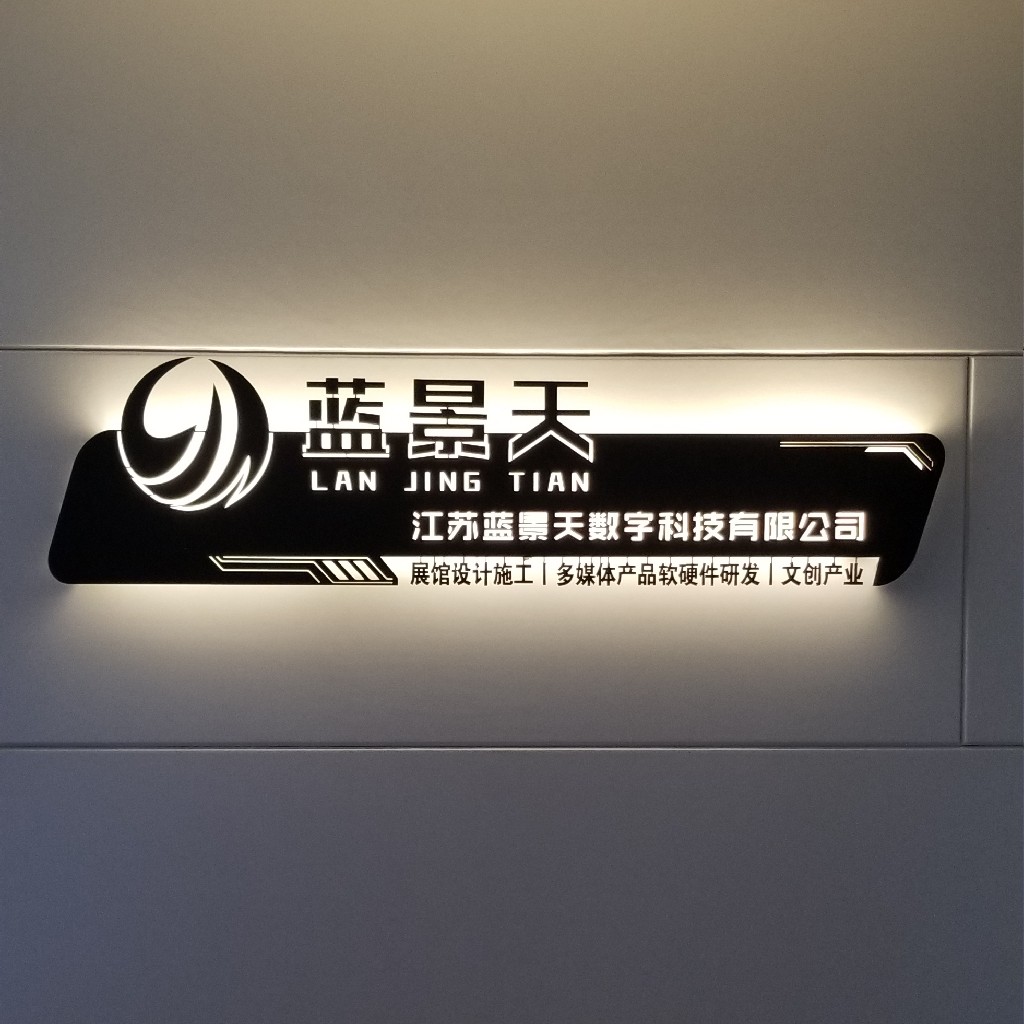 蓝景天
LAN JING TIAN
江苏蓝景天数字科技有限公司
展馆设计施工|多媒体产品软硬件研发|文创产业